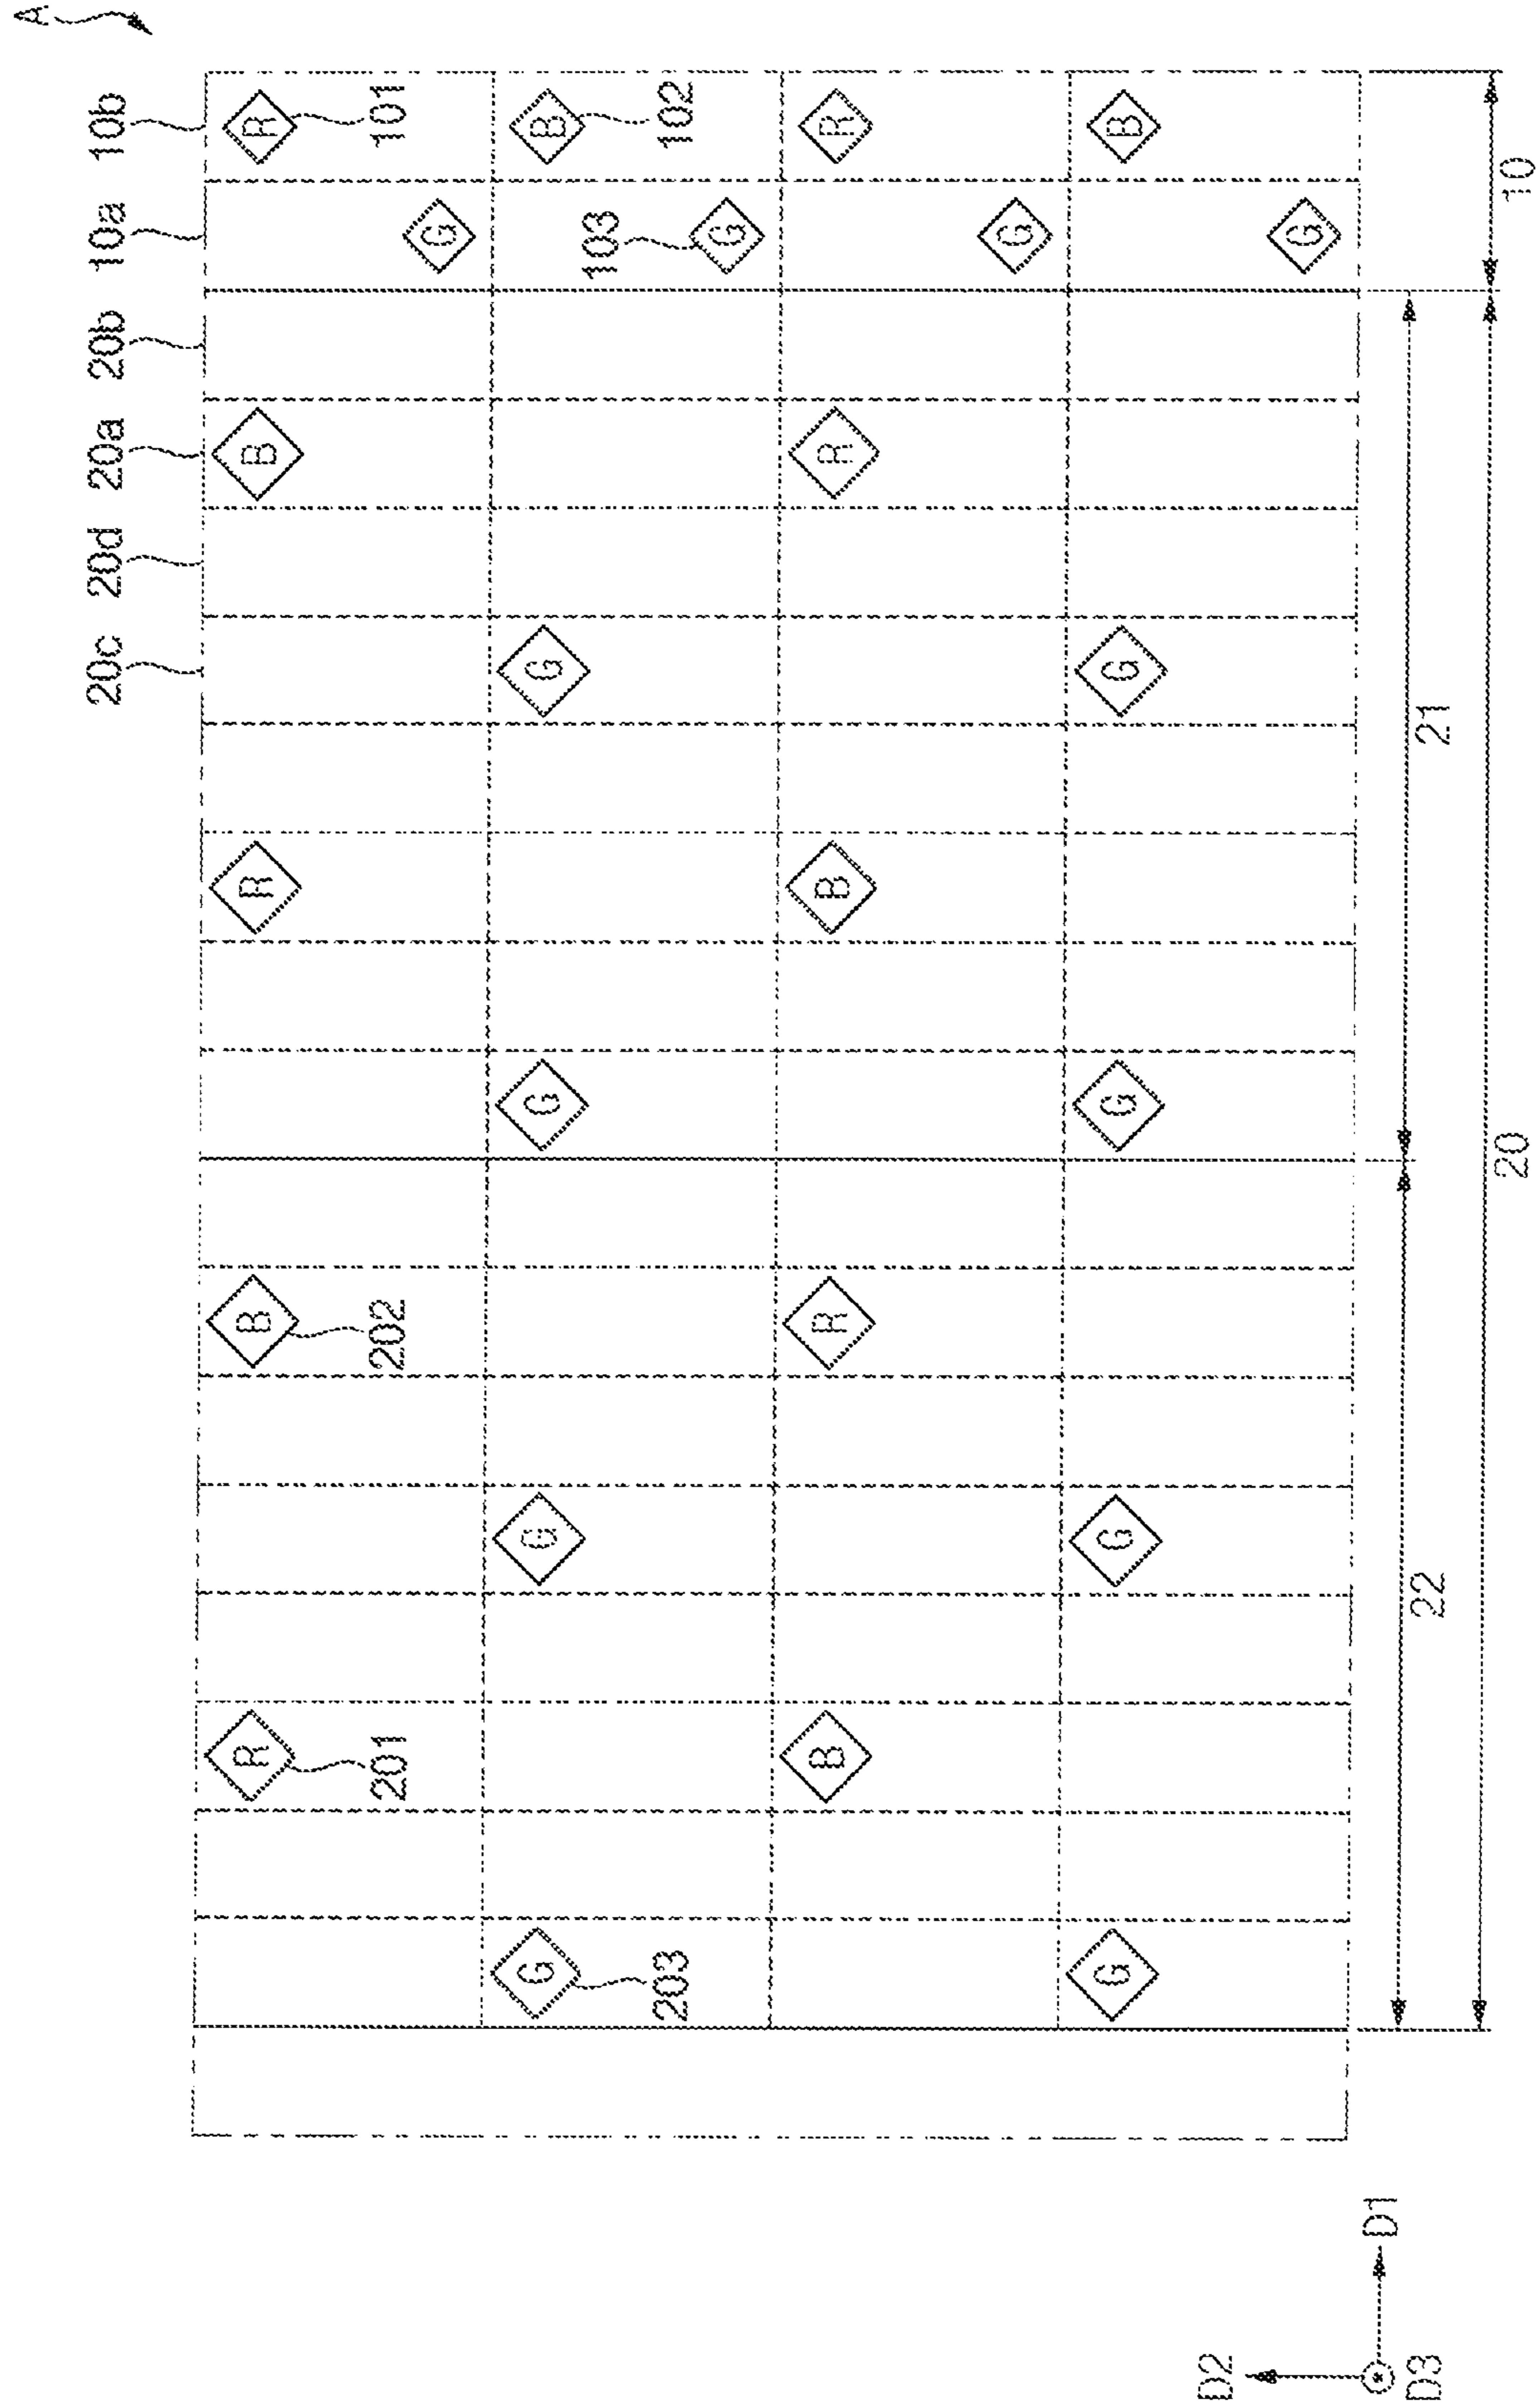 A
20c 20d 20a 20b 10a 10b
R B R B R
201 202 101
G
G G G G B
103
203 102
G
B R B R R
G
G G G G B
D2
G
D1
D3 22 21
20 10